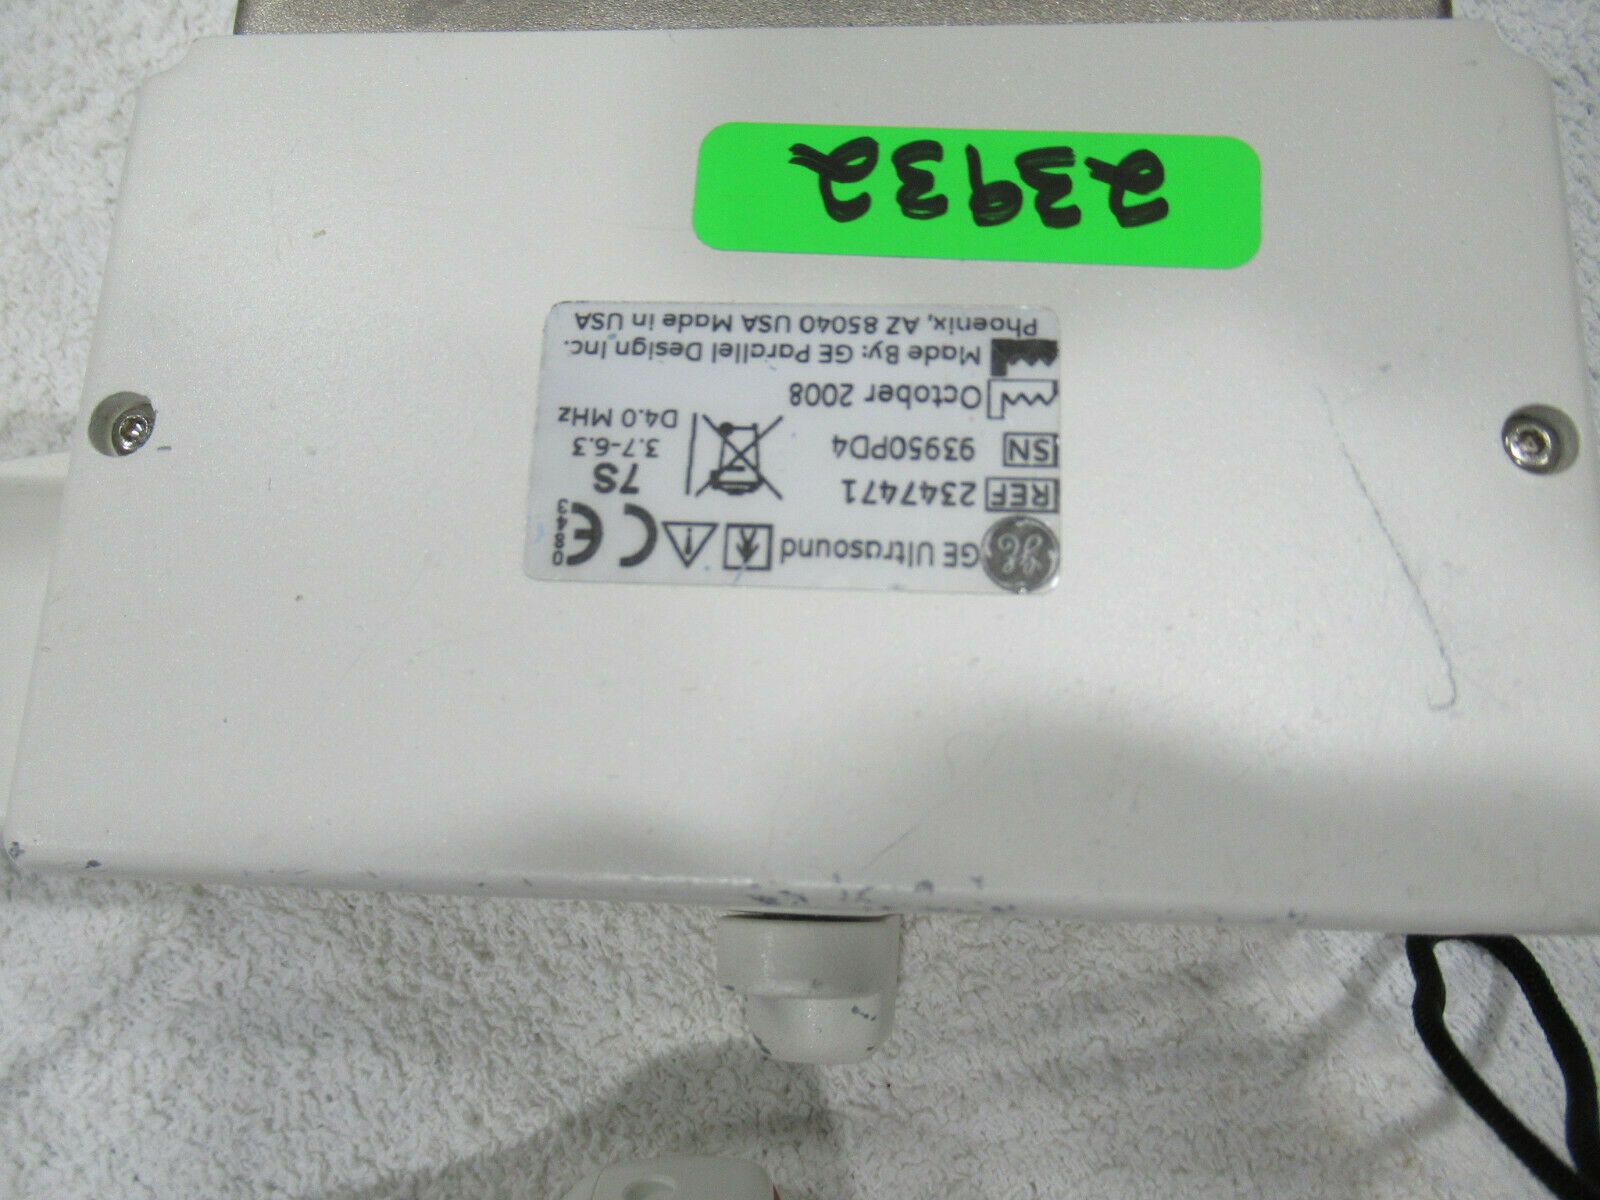 GE Ultrasound
REF 2347471
SN 93950PD4
October 2008
Made By: GE Parallel Design Inc.
Phoenix, AZ 85040 USA Made in USA
CE
0843
7S
3.7-6.3
D4.0 MHz
23932